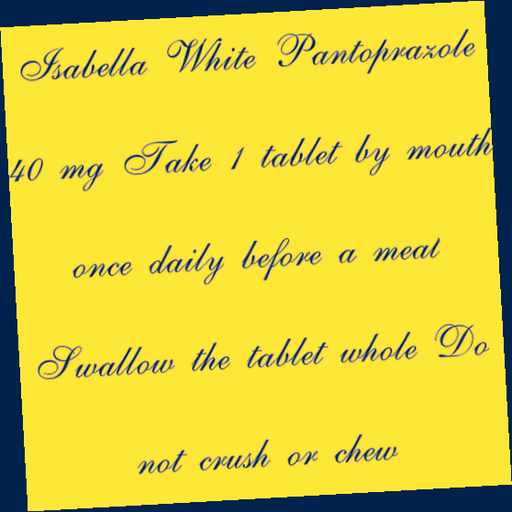 Isabella White Pantoprazole
40 mg Take 1 tablet by mouth
once daily before a meal
Swallow the tablet whole Do
not crush or chew